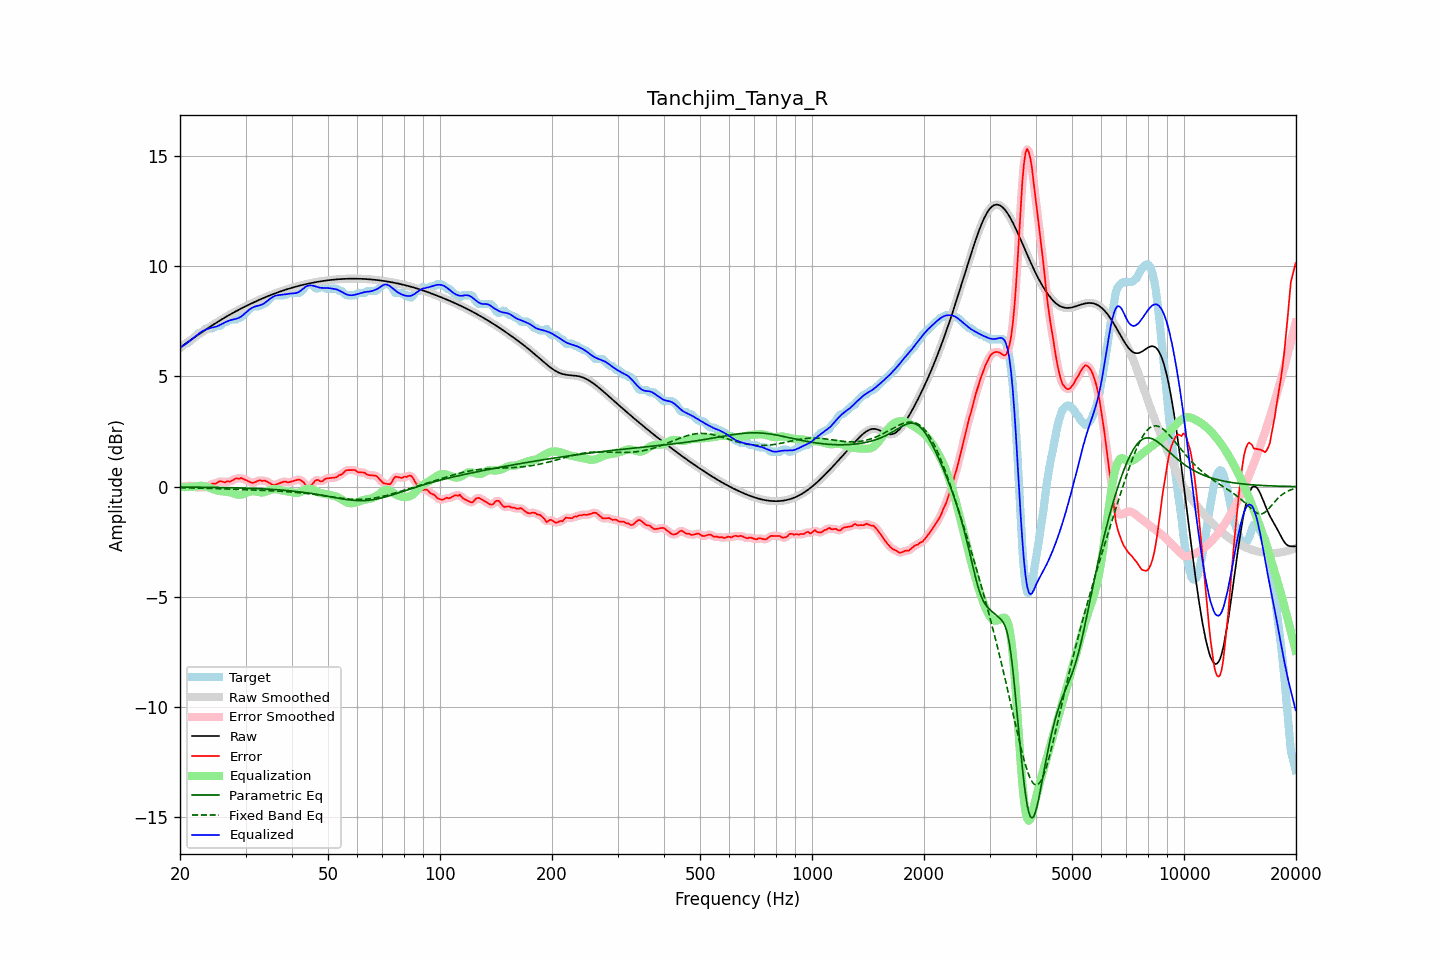 Tanchjim_Tanya_R
Amplitude (dBr)
15
10
5
0
−5
−10
−15
Target
Raw Smoothed
Error Smoothed
Raw
Error
Equalization
Parametric Eq
Fixed Band Eq
Equalized
20
50
100
200
500
1000
2000
5000
10000
20000
Frequency (Hz)